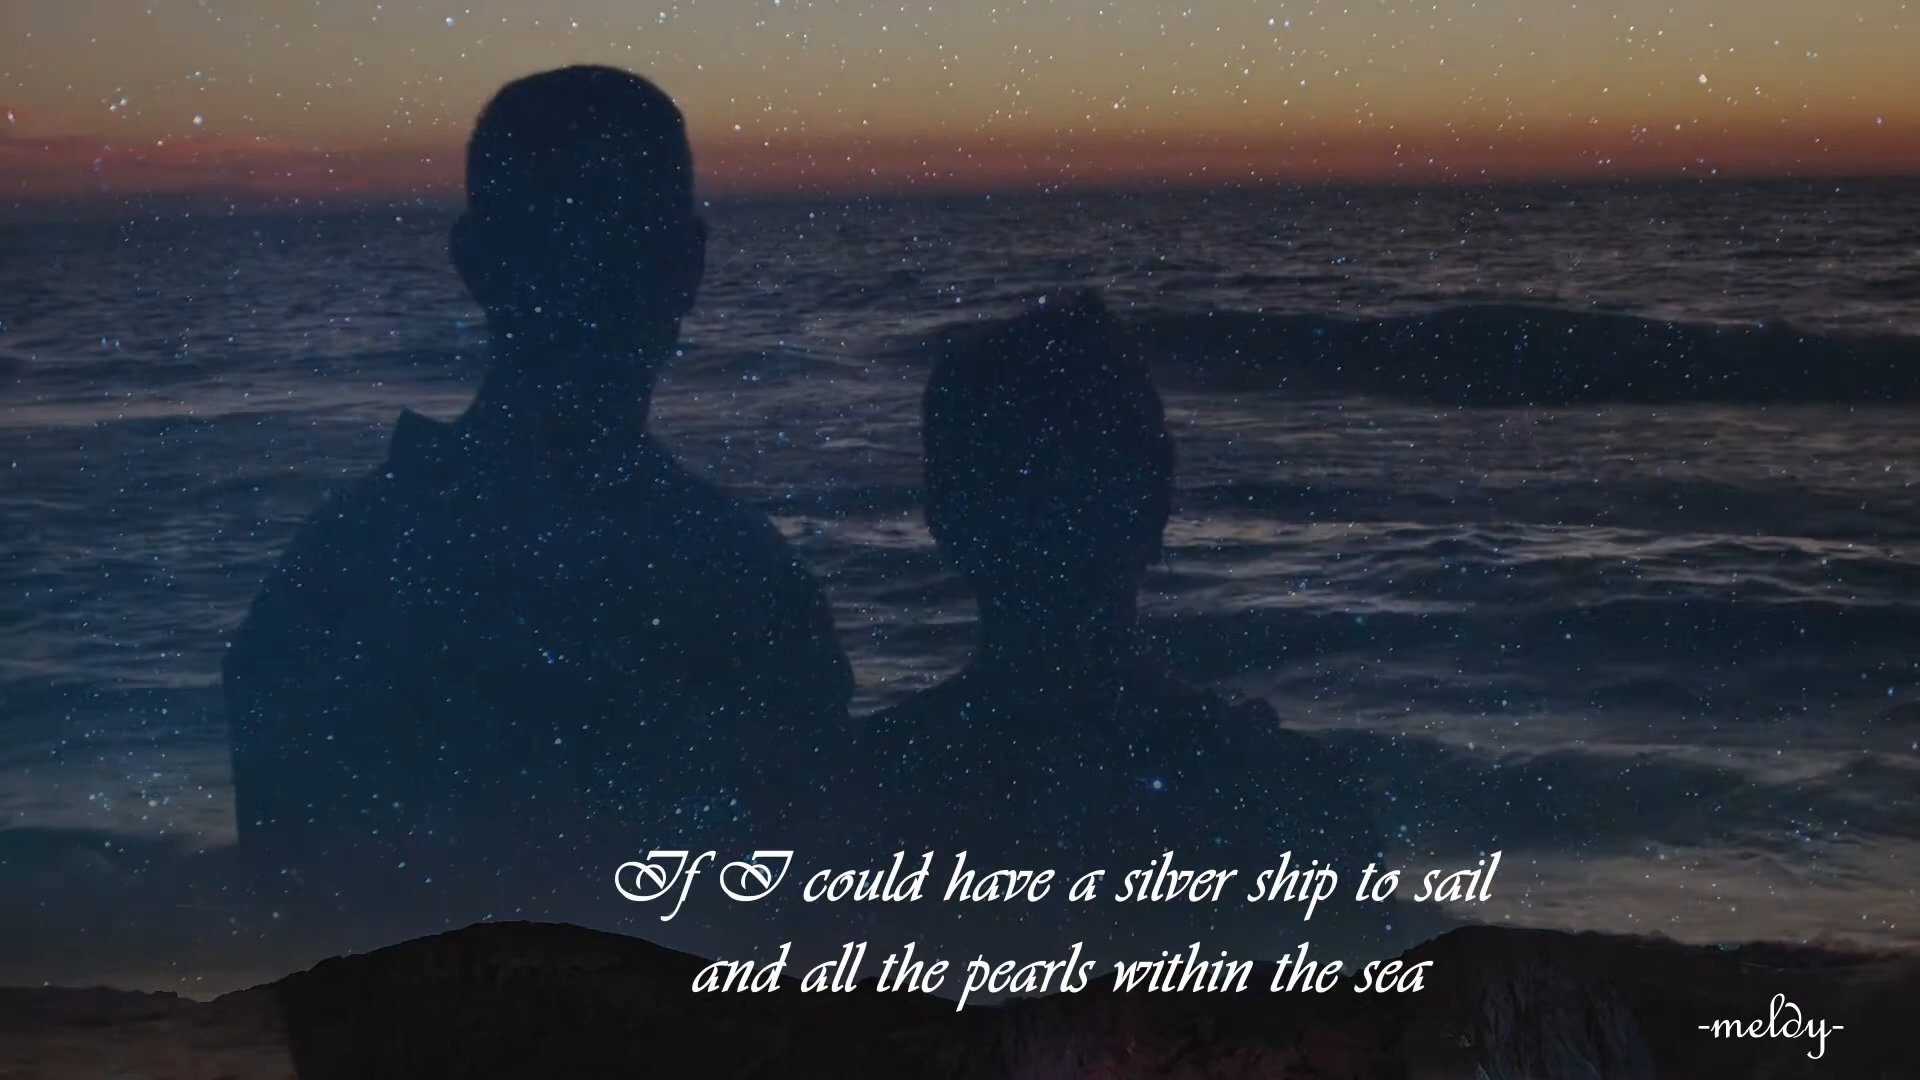 If I could have a silver ship to sail
and all the pearls within the sea
-meldy-